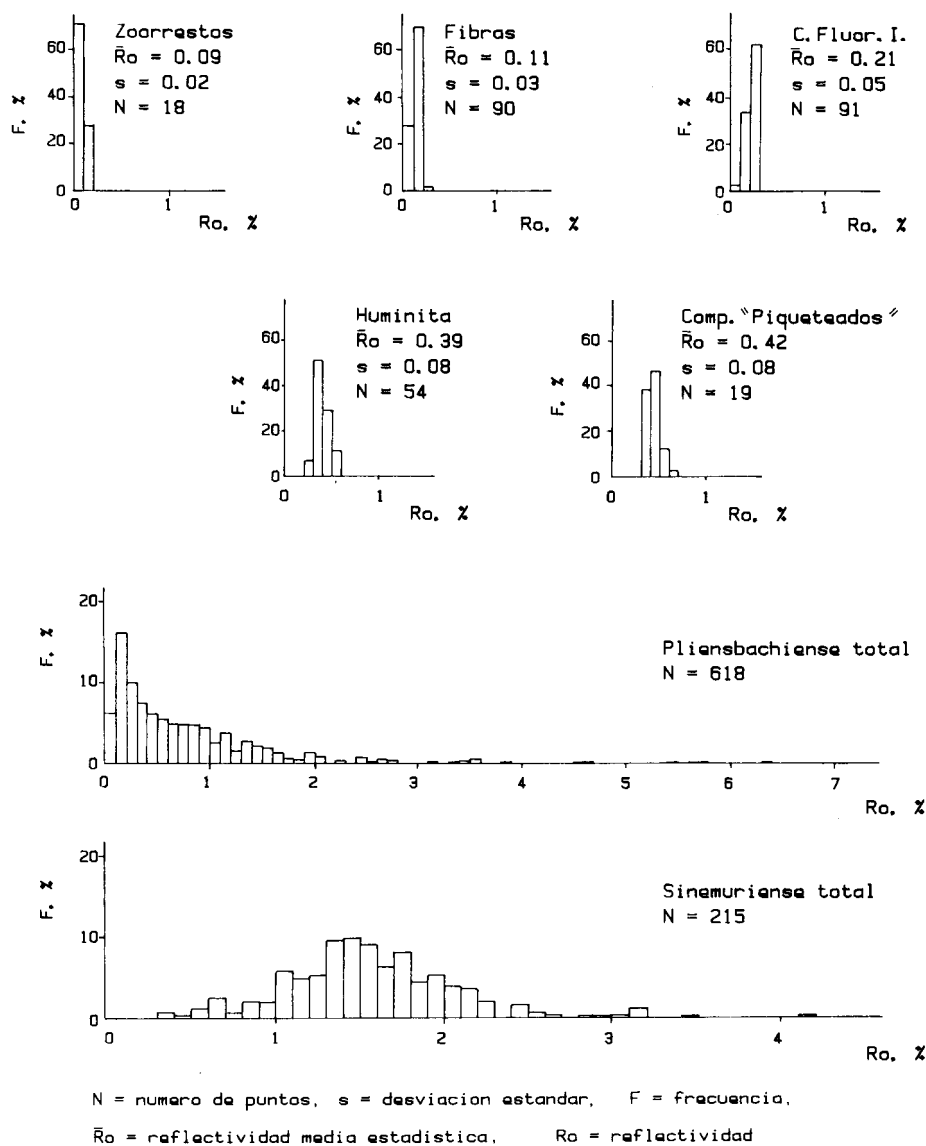 Zoorrestos
R̄o = 0.09
s = 0.02
N = 18
F. %
60
40
20
0
1
Ro. %
Fibras
R̄o = 0.11
s = 0.03
N = 90
F. %
60
40
20
0
0
1
Ro. %
C. Fluor. I.
R̄o = 0.21
s = 0.05
N = 91
F. %
60
40
20
0
0
1
Ro. %
Huminita
R̄o = 0.39
s = 0.08
N = 54
F. %
60
40
20
0
0
1
Ro. %
Comp. "Piqueteados"
R̄o = 0.42
s = 0.08
N = 19
F. %
60
40
20
0
0
1
Ro. %
Pliensbachiense total
N = 618
F. %
20
10
0
0 1 2 3 4 5 6 7
Ro. %
Sinemuriense total
N = 215
F. %
20
10
0
0 1 2 3 4
Ro. %
N = numero de puntos, s = desviacion estandar, F = frecuencia,
R̄o = reflectividad media estadistica, Ro = reflectividad